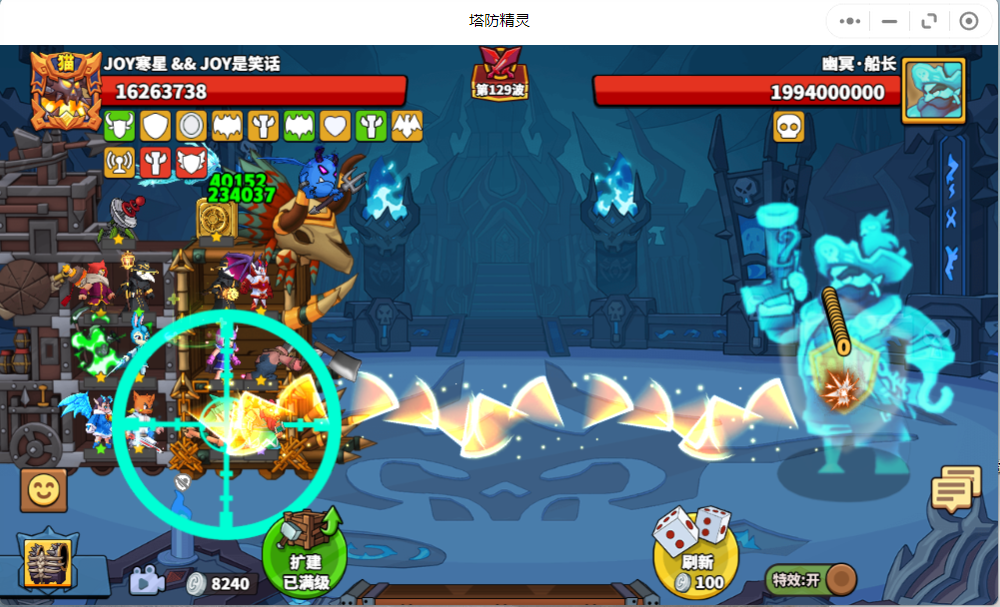 塔防精灵
猫
JOY寒星 && JOY是笑话
16263738
第129波
幽冥·船长
1994000000
40152
234037
扩建
已满级
8240
刷新
100
特效:开